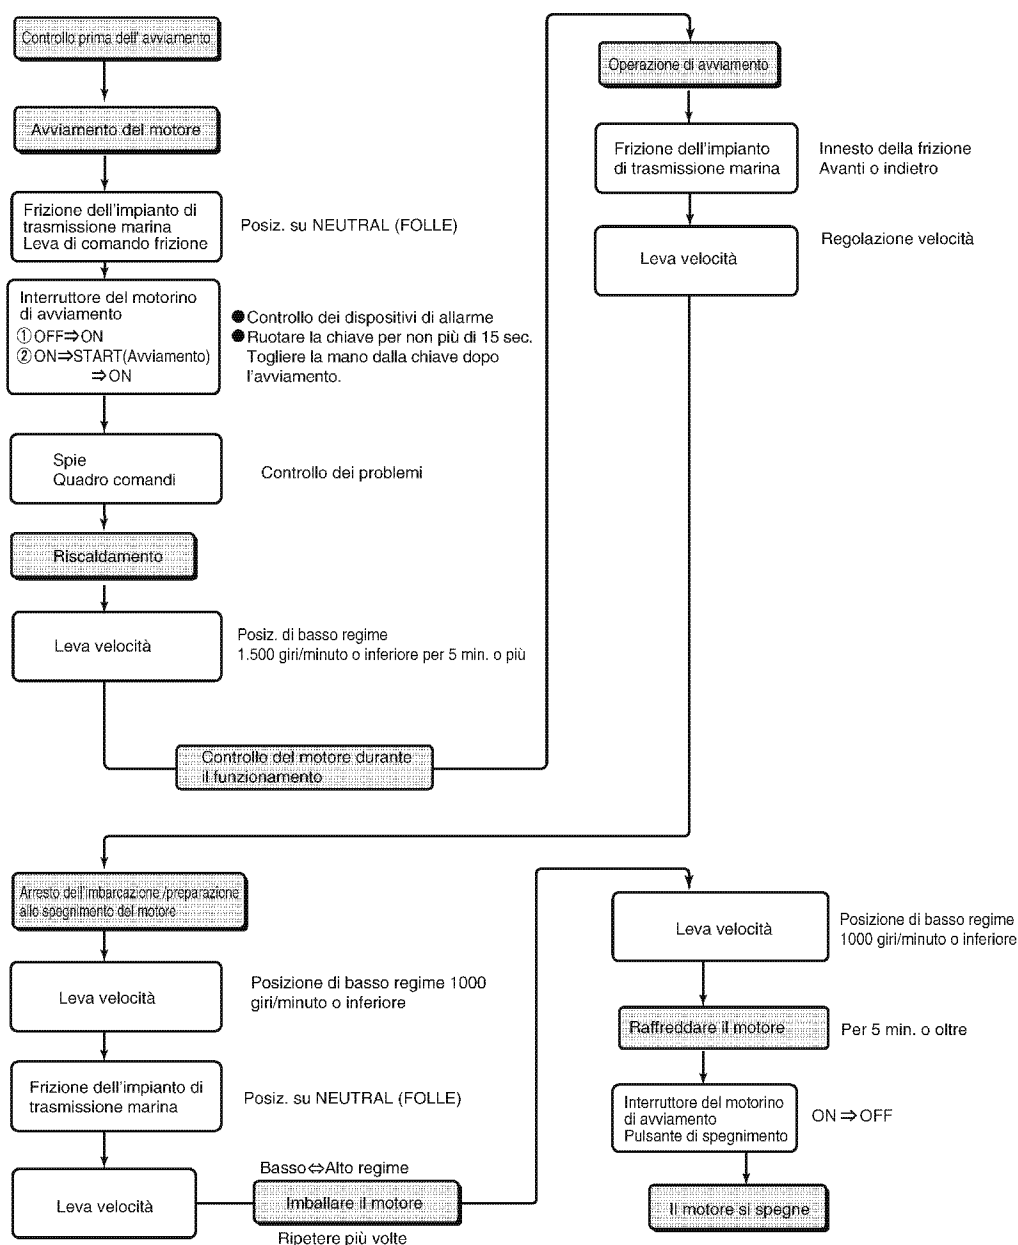 Controllo prima dell' avviamento
Avviamento del motore
Frizione dell'impianto di
trasmissione marina
Leva di comando frizione
Posiz. su NEUTRAL (FOLLE)
Interruttore del motorino
di avviamento
①OFF⇒ON
②ON⇒START(Avviamento)
⇒ON
●Controllo dei dispositivi di allarme
●Ruotare la chiave per non più di 15 sec.
Togliere la mano dalla chiave dopo
l'avviamento.
Spie
Quadro comandi
Controllo dei problemi
Riscaldamento
Leva velocità
Posiz. di basso regime
1.500 giri/minuto o inferiore per 5 min. o più
Controllo del motore durante
il funzionamento
Operazione di avviamento
Frizione dell'impianto
di trasmissione marina
Innesto della frizione
Avanti o indietro
Leva velocità
Regolazione velocità
Arresto dell'imbarcazione /preparazione
allo spegnimento del motore
Leva velocità
Posizione di basso regime 1000
giri/minuto o inferiore
Frizione dell'impianto di
trasmissione marina
Posiz. su NEUTRAL (FOLLE)
Leva velocità
Basso⇔Alto regime
Imballare il motore
Ripetere più volte
Leva velocità
Posizione di basso regime
1000 giri/minuto o inferiore
Raffreddare il motore
Per 5 min. o oltre
Interruttore del motorino
di avviamento
Pulsante di spegnimento
ON ⇒OFF
Il motore si spegne